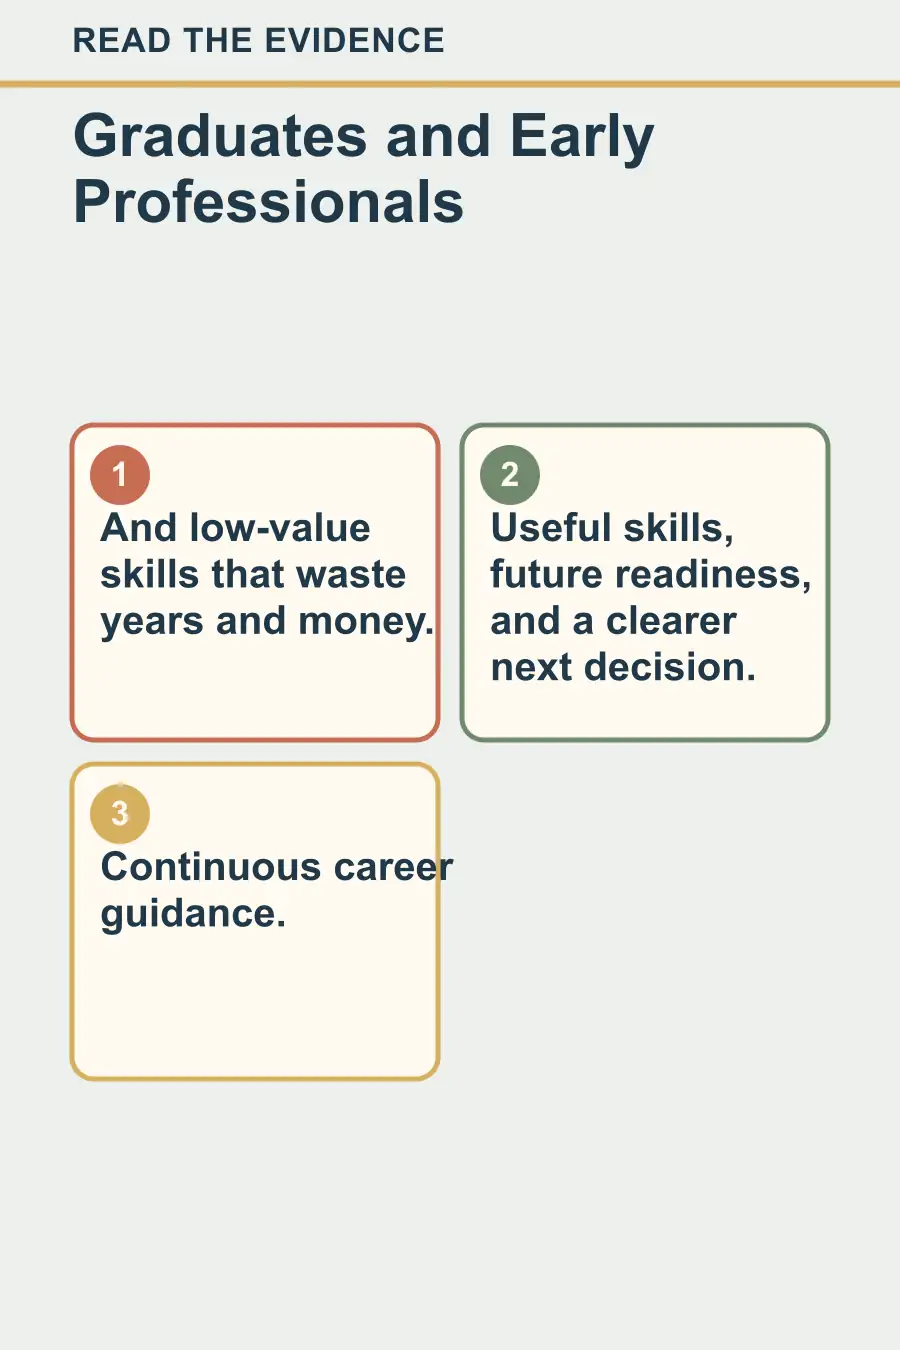 READ THE EVIDENCE
Graduates and Early
Professionals
1
And low-value
skills that waste
years and money.
2
Useful skills,
future readiness,
and a clearer
next decision.
3
Continuous career
guidance.